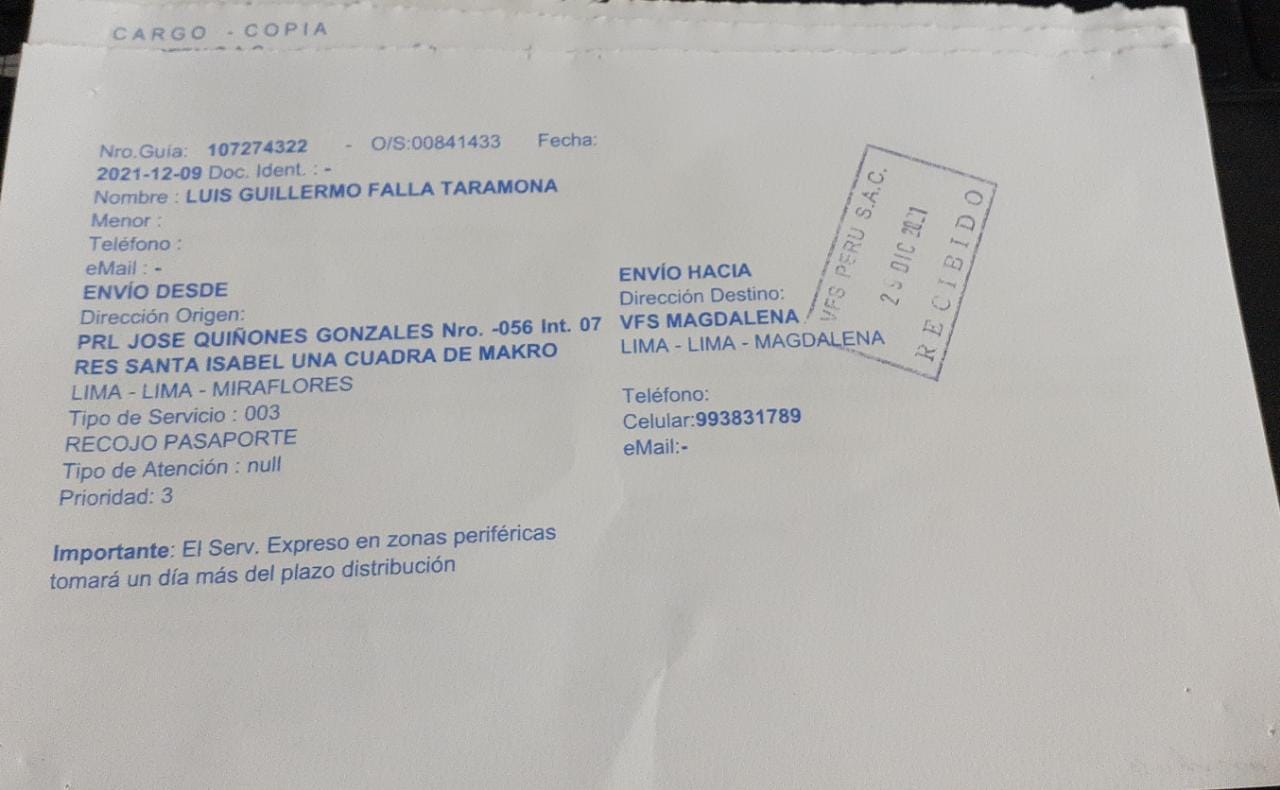 CARGO - COPIA
Nro.Guía: 107274322 - O/S:00841433 Fecha:
2021-12-09 Doc. Ident. : -
Nombre : LUIS GUILLERMO FALLA TARAMONA
Menor :
Teléfono :
eMail : -
ENVÍO DESDE
Dirección Origen:
PRL JOSE QUIÑONES GONZALES Nro. -056 Int. 07
RES SANTA ISABEL UNA CUADRA DE MAKRO
LIMA - LIMA - MIRAFLORES
Tipo de Servicio : 003
RECOJO PASAPORTE
Tipo de Atención : null
Prioridad: 3
Importante: El Serv. Expreso en zonas periféricas
tomará un día más del plazo distribución
ENVÍO HACIA
Dirección Destino:
VFS MAGDALENA
LIMA - LIMA - MAGDALENA
Teléfono:
Celular:993831789
eMail:-
VFS PERU S.A.C.
DIC 2021
RECIBIDO